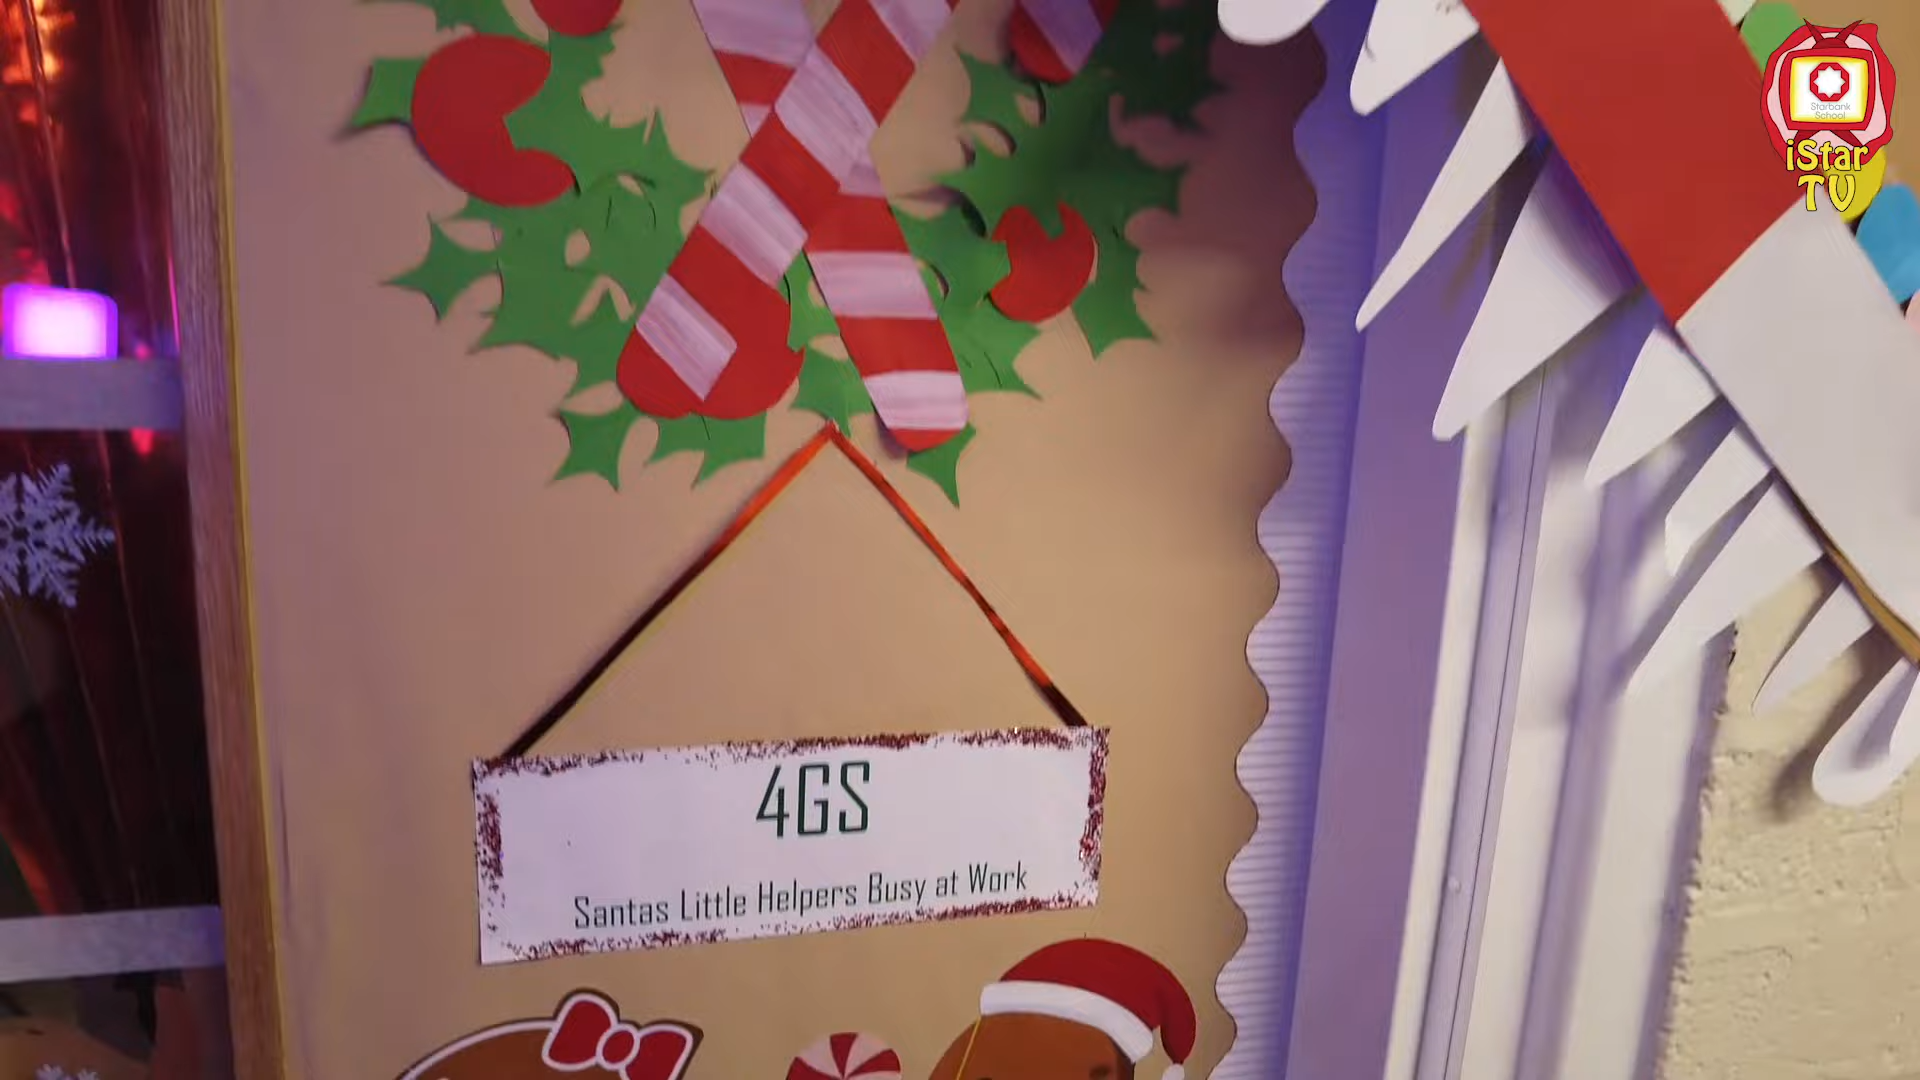 Starbank
School
iStar
TV
4GS
Santas Little Helpers Busy at Work